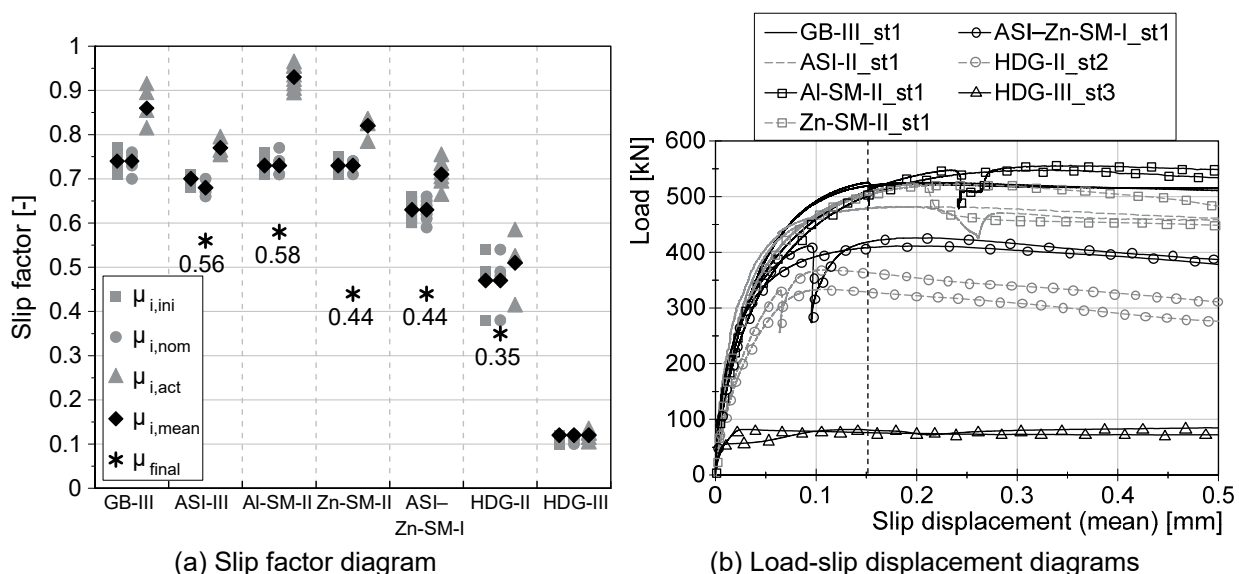 Slip factor [-]
1
0.9
0.8
0.7
0.6
0.5
0.4
0.3
0.2
0.1
0
0.56
0.58
0.44
0.44
0.35
μ i,ini
μ i,nom
μ i,act
μ i,mean
μ final
GB-III
ASI-III
Al-SM-II
Zn-SM-II
ASI–
Zn-SM-I
HDG-II
HDG-III
(a) Slip factor diagram
GB-III_st1
ASI-II_st1
Al-SM-II_st1
Zn-SM-II_st1
ASI–Zn-SM-I_st1
HDG-II_st2
HDG-III_st3
Load [kN]
600
500
400
300
200
100
0
0
0.1
0.2
0.3
0.4
0.5
Slip displacement (mean) [mm]
(b) Load-slip displacement diagrams